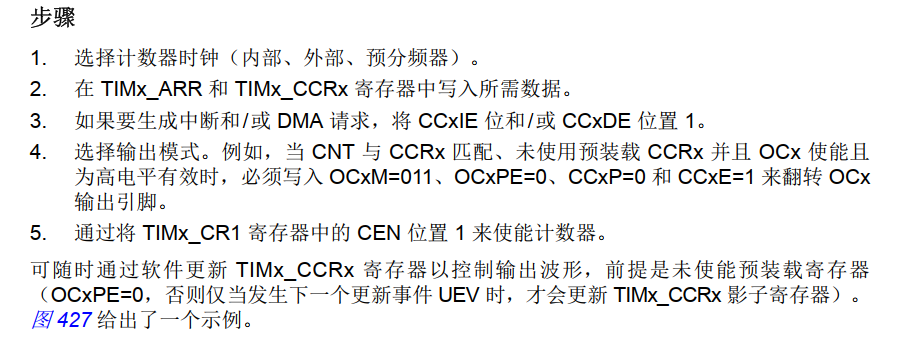 步骤
1. 选择计数器时钟（内部、外部、预分频器）。
2. 在 TIMx_ARR 和 TIMx_CCRx 寄存器中写入所需数据。
3. 如果要生成中断和/或 DMA 请求，将 CCxIE 位和/或 CCxDE 位置 1。
4. 选择输出模式。例如，当 CNT 与 CCRx 匹配、未使用预装载 CCRx 并且 OCx 使能且
为高电平有效时，必须写入 OCxM=011、OCxPE=0、CCxP=0 和 CCxE=1 来翻转 OCx
输出引脚。
5. 通过将 TIMx_CR1 寄存器中的 CEN 位置 1 来使能计数器。
可随时通过软件更新 TIMx_CCRx 寄存器以控制输出波形，前提是未使能预装载寄存器
（OCxPE=0，否则仅当发生下一个更新事件 UEV 时，才会更新 TIMx_CCRx 影子寄存器）。
图 427 给出了一个示例。